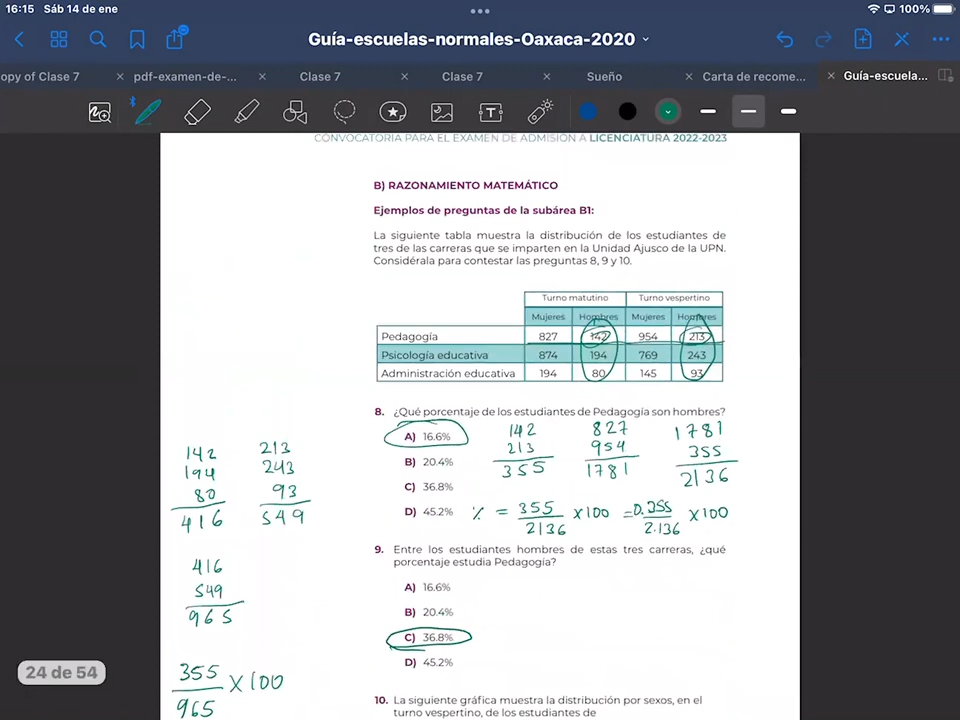 16:15 Sáb 14 de ene
100%
Guía-escuelas-normales-Oaxaca-2020
opy of Clase 7
pdf-examen-de-...
Clase 7
Clase 7
Sueño
Carta de recome...
Guía-escuela...
CONVOCATORIA PARA EL EXAMEN DE ADMISIÓN A LICENCIATURA 2022-2023
B) RAZONAMIENTO MATEMÁTICO
Ejemplos de preguntas de la subárea B1:
La siguiente tabla muestra la distribución de los estudiantes de
tres de las carreras que se imparten en la Unidad Ajusco de la UPN.
Considérala para contestar las preguntas 8, 9 y 10.
Turno matutino Turno vespertino
Mujeres Hombres Mujeres Hombres
Pedagogía 827 142 954 213
Psicología educativa 874 194 769 243
Administración educativa 194 80 145 93
8. ¿Qué porcentaje de los estudiantes de Pedagogía son hombres?
A) 16.6%
B) 20.4%
C) 36.8%
D) 45.2%
142
213
355
827
954
1781
1781
355
2136
% = 355/2136 x100 = 0.355/2.136 x100
9. Entre los estudiantes hombres de estas tres carreras, ¿qué
porcentaje estudia Pedagogía?
A) 16.6%
B) 20.4%
C) 36.8%
D) 45.2%
142
194
80
416
213
243
93
549
416
549
965
355/965 x100
24 de 54
10. La siguiente gráfica muestra la distribución por sexos, en el
turno vespertino, de los estudiantes de